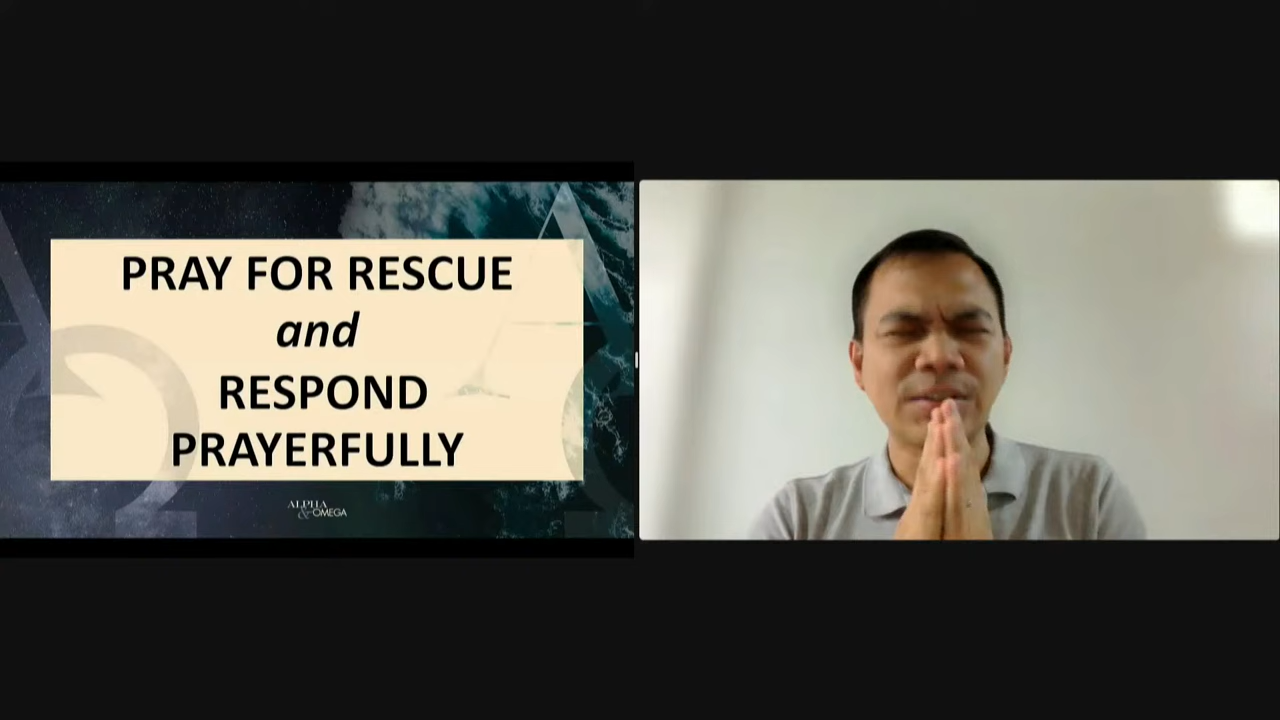 PRAY FOR RESCUE
and
RESPOND
PRAYERFULLY
ALPHA
& OMEGA